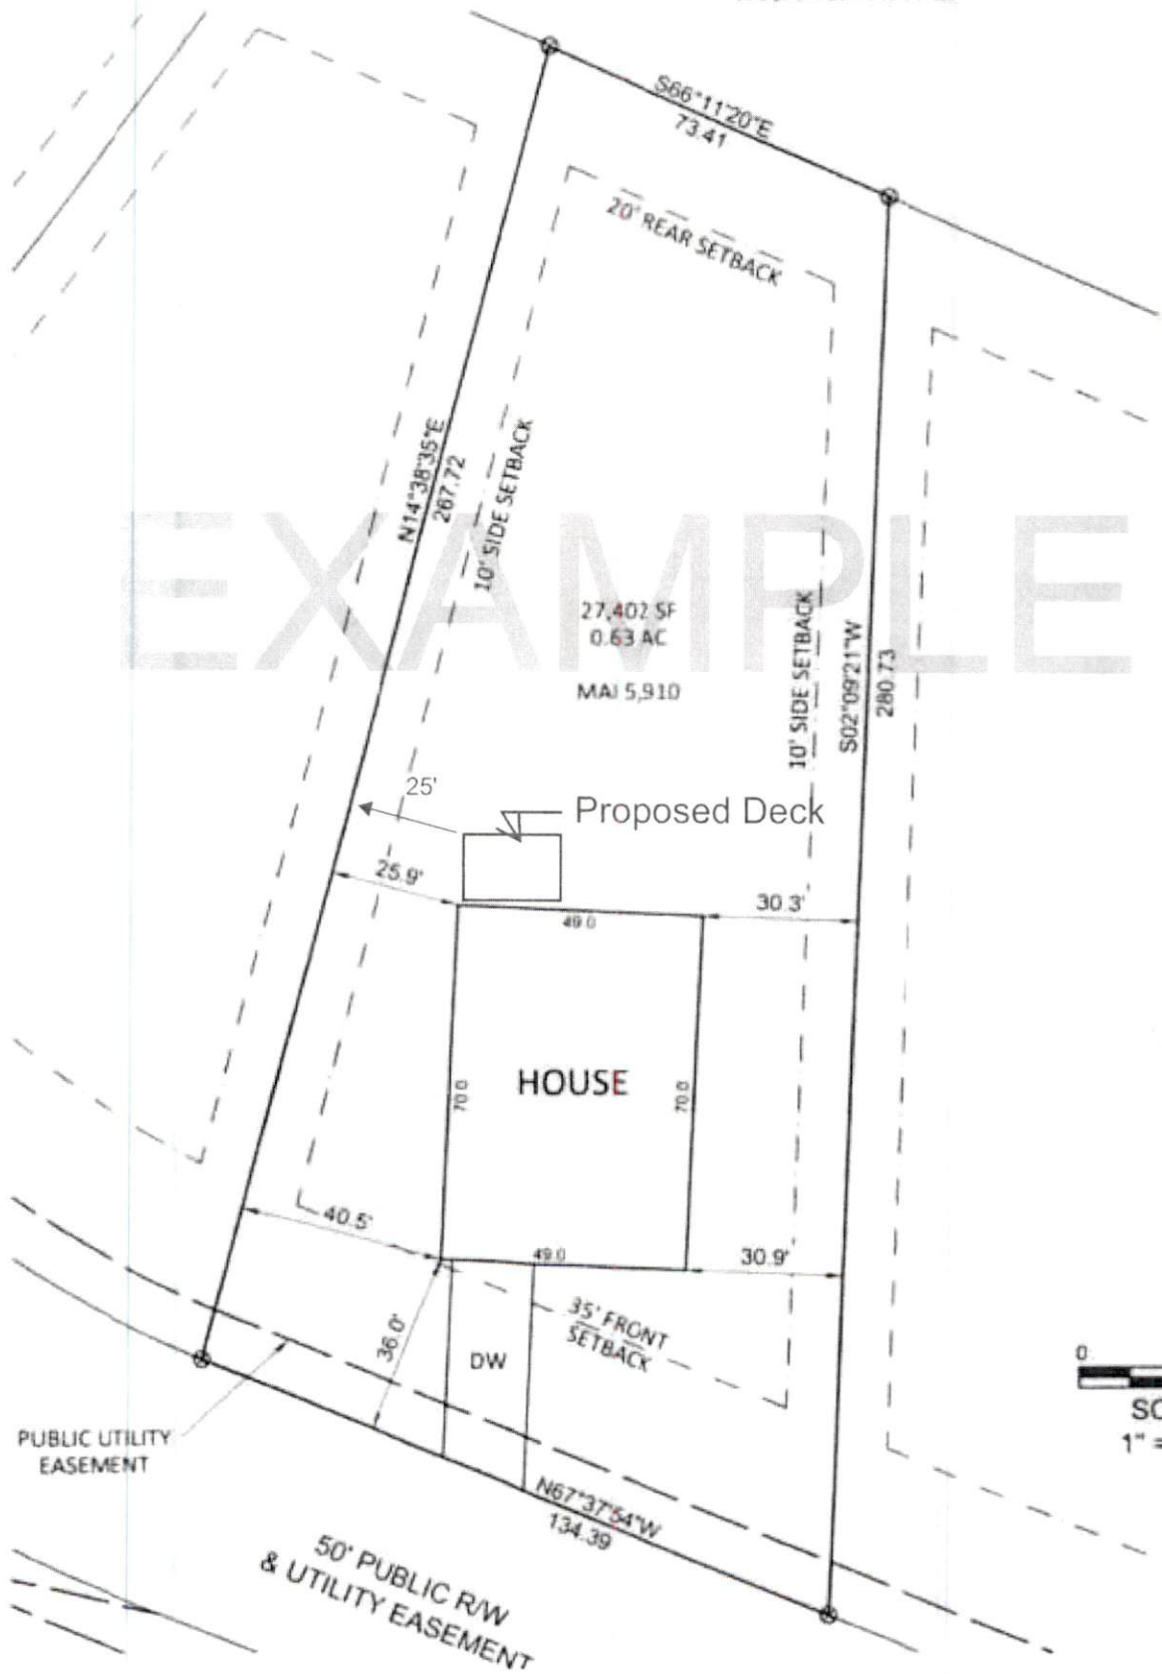 S66°11'20"E
73.41
20' REAR SETBACK
N14°38'35"E
267.72
10' SIDE SETBACK
EXAMPLE
27,402 SF
0.63 AC
MAI 5,910
10' SIDE SETBACK
S02°09'21"W
280.73
25'
Proposed Deck
25.9'
30.3'
49.0
HOUSE
70.0
70.0
40.5'
49.0
30.9'
36.0'
35' FRONT
SETBACK
DW
0
1" =
PUBLIC UTILITY
EASEMENT
N67°37'54"W
134.39
50' PUBLIC R/W
& UTILITY EASEMENT